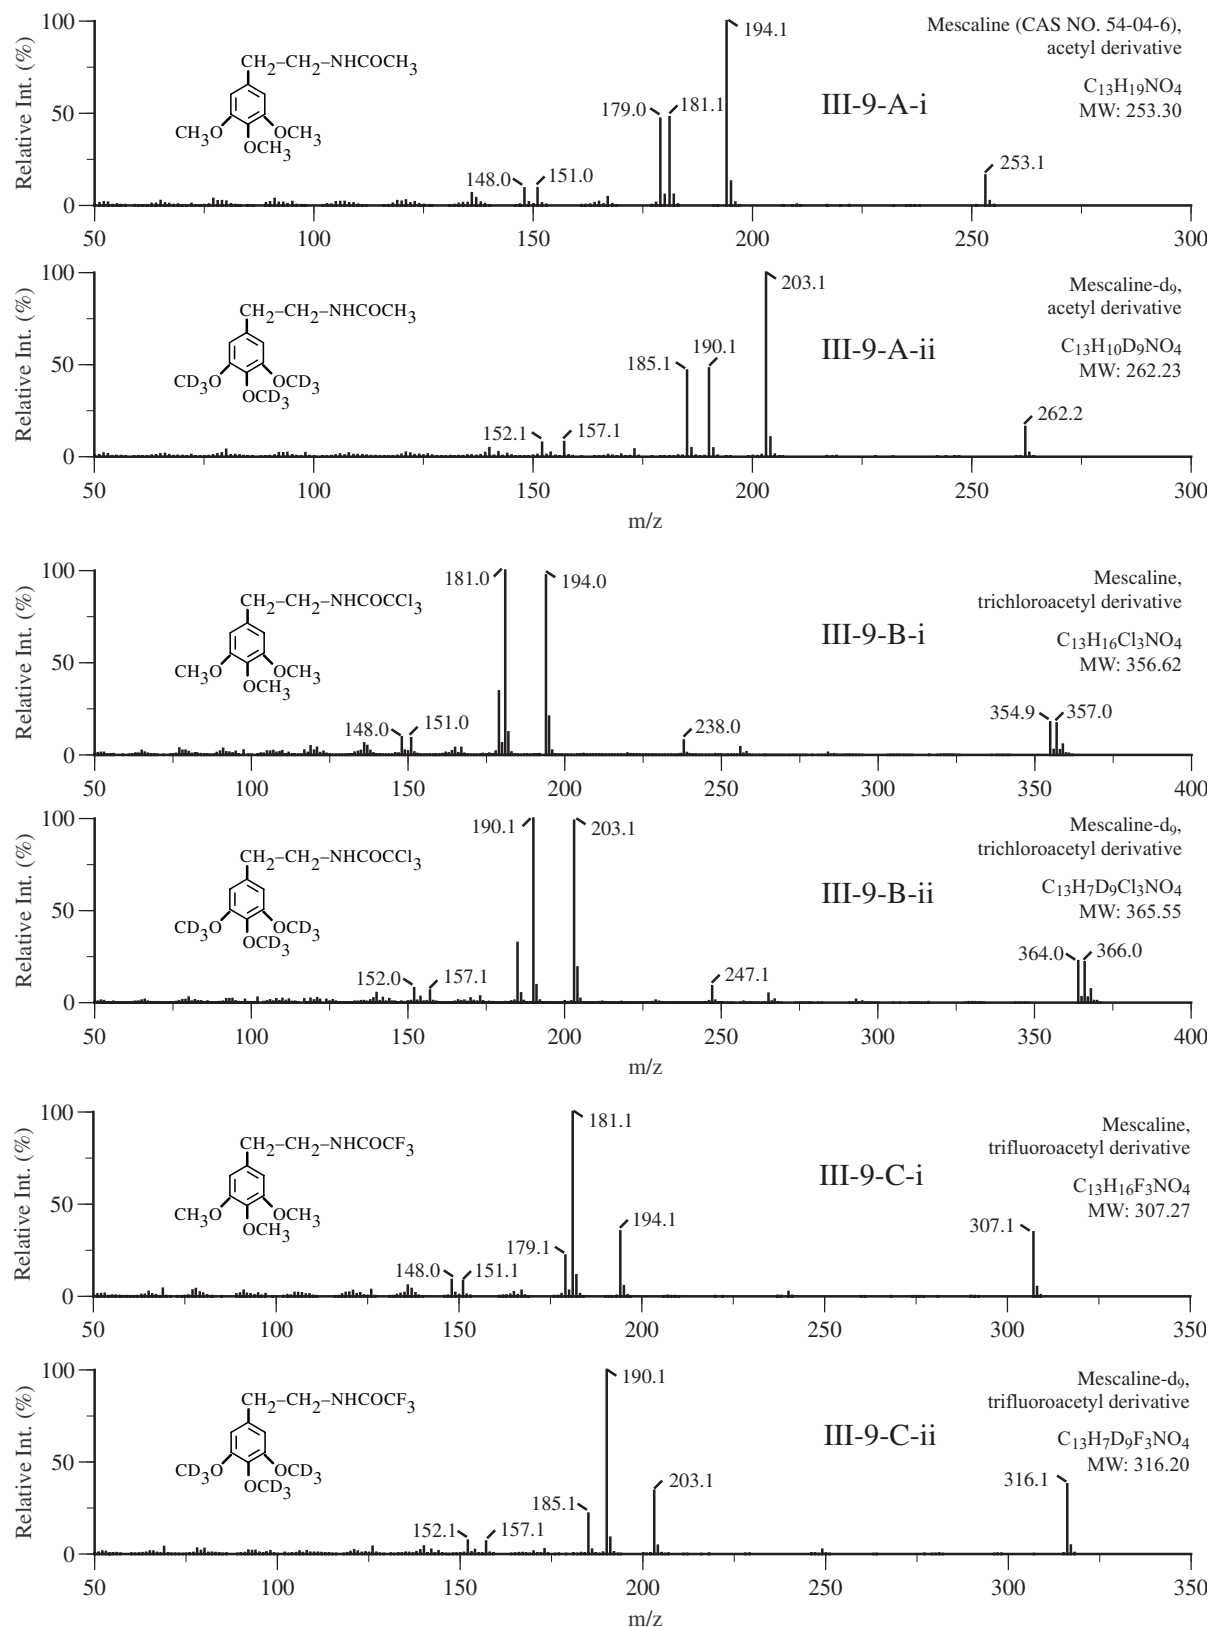 Relative Int. (%)
100
50
0
CH2–CH2–NHCOCH3
CH3O
OCH3
OCH3
148.0
151.0
179.0
181.1
194.1
253.1
III-9-A-i
Mescaline (CAS NO. 54-04-6),
acetyl derivative
C13H19NO4
MW: 253.30
50 100 150 200 250 300
Relative Int. (%)
100
50
0
CH2–CH2–NHCOCH3
CD3O
OCD3
OCD3
152.1
157.1
185.1
190.1
203.1
262.2
III-9-A-ii
Mescaline-d9,
acetyl derivative
C13H10D9NO4
MW: 262.23
50 100 150 200 250 300
m/z
Relative Int. (%)
100
50
0
CH2–CH2–NHCOCCl3
CH3O
OCH3
OCH3
148.0
151.0
181.0
194.0
238.0
354.9
357.0
III-9-B-i
Mescaline,
trichloroacetyl derivative
C13H16Cl3NO4
MW: 356.62
50 100 150 200 250 300 350 400
Relative Int. (%)
100
50
0
CH2–CH2–NHCOCCl3
CD3O
OCD3
OCD3
152.0
157.1
190.1
203.1
247.1
364.0
366.0
III-9-B-ii
Mescaline-d9,
trichloroacetyl derivative
C13H7D9Cl3NO4
MW: 365.55
50 100 150 200 250 300 350 400
m/z
Relative Int. (%)
100
50
0
CH2–CH2–NHCOCF3
CH3O
OCH3
OCH3
148.0
151.1
179.1
181.1
194.1
307.1
III-9-C-i
Mescaline,
trifluoroacetyl derivative
C13H16F3NO4
MW: 307.27
50 100 150 200 250 300 350
Relative Int. (%)
100
50
0
CH2–CH2–NHCOCF3
CD3O
OCD3
OCD3
152.1
157.1
185.1
190.1
203.1
316.1
III-9-C-ii
Mescaline-d9,
trifluoroacetyl derivative
C13H7D9F3NO4
MW: 316.20
50 100 150 200 250 300 350
m/z